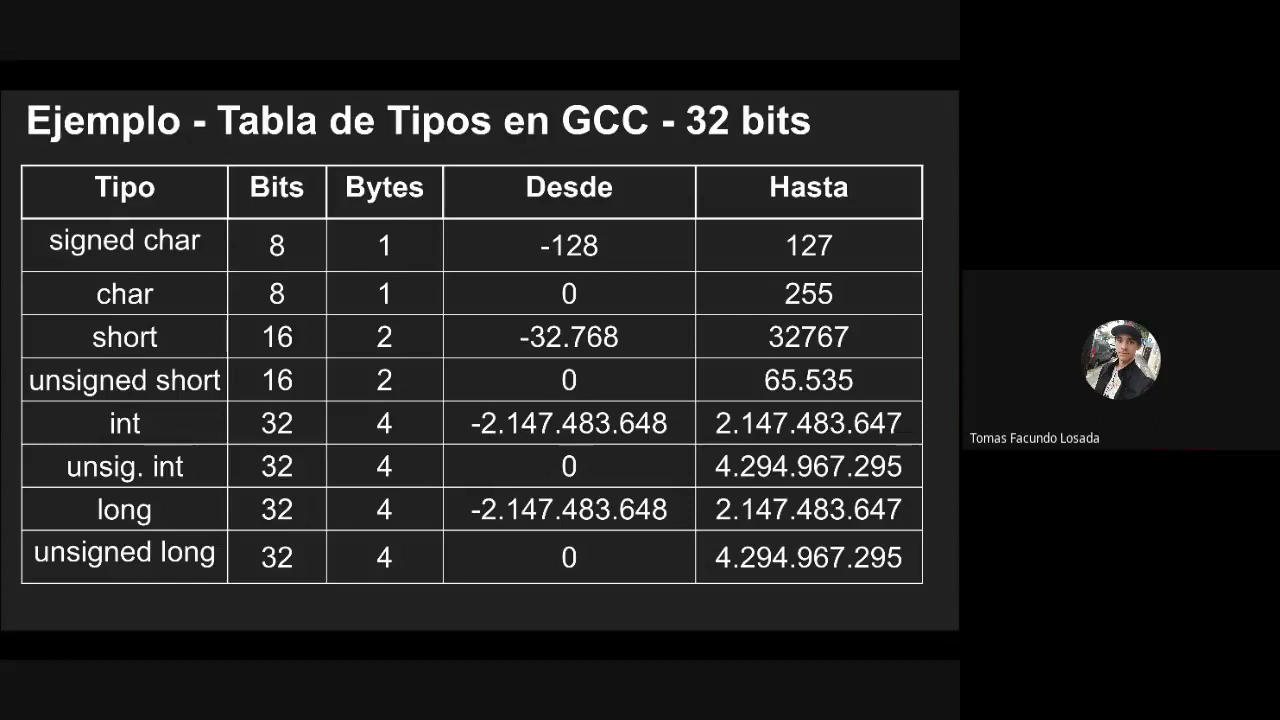 Ejemplo - Tabla de Tipos en GCC - 32 bits
Tipo Bits Bytes Desde Hasta
signed char 8 1 -128 127
char 8 1 0 255
short 16 2 -32.768 32767
unsigned short 16 2 0 65.535
int 32 4 -2.147.483.648 2.147.483.647
unsig. int 32 4 0 4.294.967.295
long 32 4 -2.147.483.648 2.147.483.647
unsigned long 32 4 0 4.294.967.295
Tomas Facundo Losada